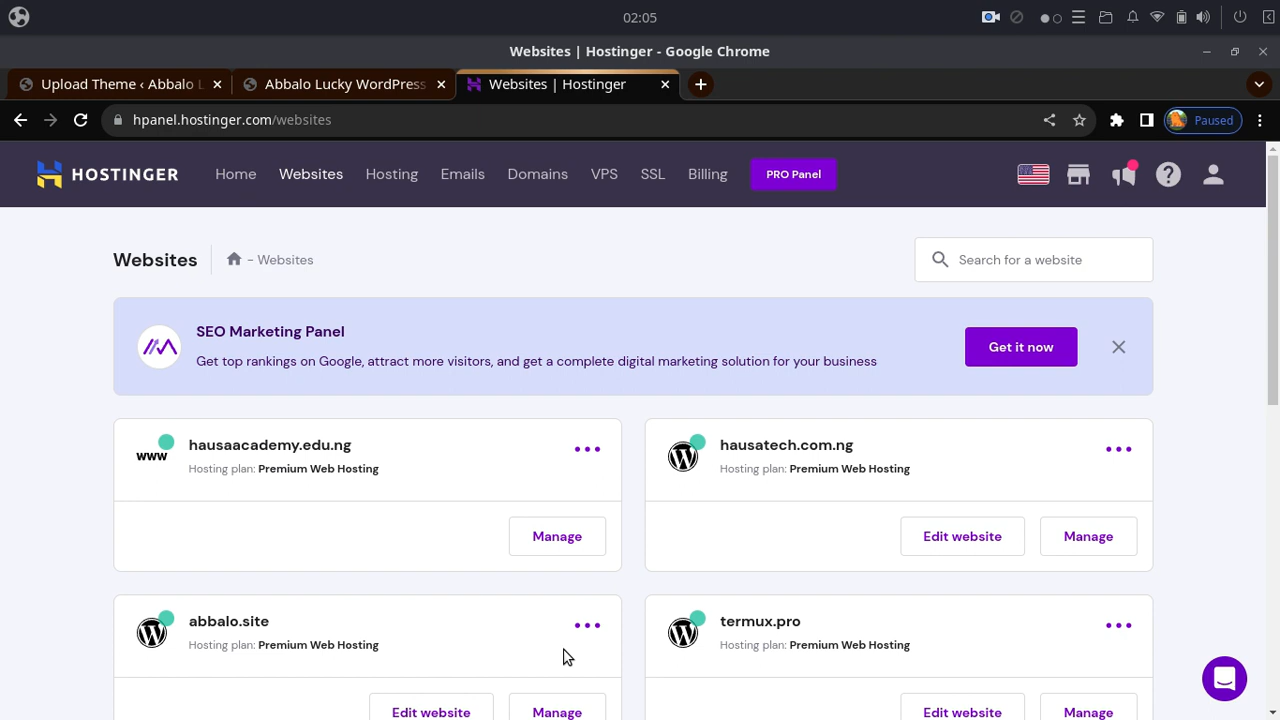 02:05
Websites | Hostinger - Google Chrome
Upload Theme ‹ Abbalo L
Abbalo Lucky WordPress
Websites | Hostinger
hpanel.hostinger.com/websites
Paused
HOSTINGER
Home
Websites
Hosting
Emails
Domains
VPS
SSL
Billing
PRO Panel
Websites
- Websites
Search for a website
SEO Marketing Panel
Get top rankings on Google, attract more visitors, and get a complete digital marketing solution for your business
Get it now
www
hausaacademy.edu.ng
Hosting plan: Premium Web Hosting
Manage
hausatech.com.ng
Hosting plan: Premium Web Hosting
Edit website
Manage
abbalo.site
Hosting plan: Premium Web Hosting
Edit website
Manage
termux.pro
Hosting plan: Premium Web Hosting
Edit website
Manage